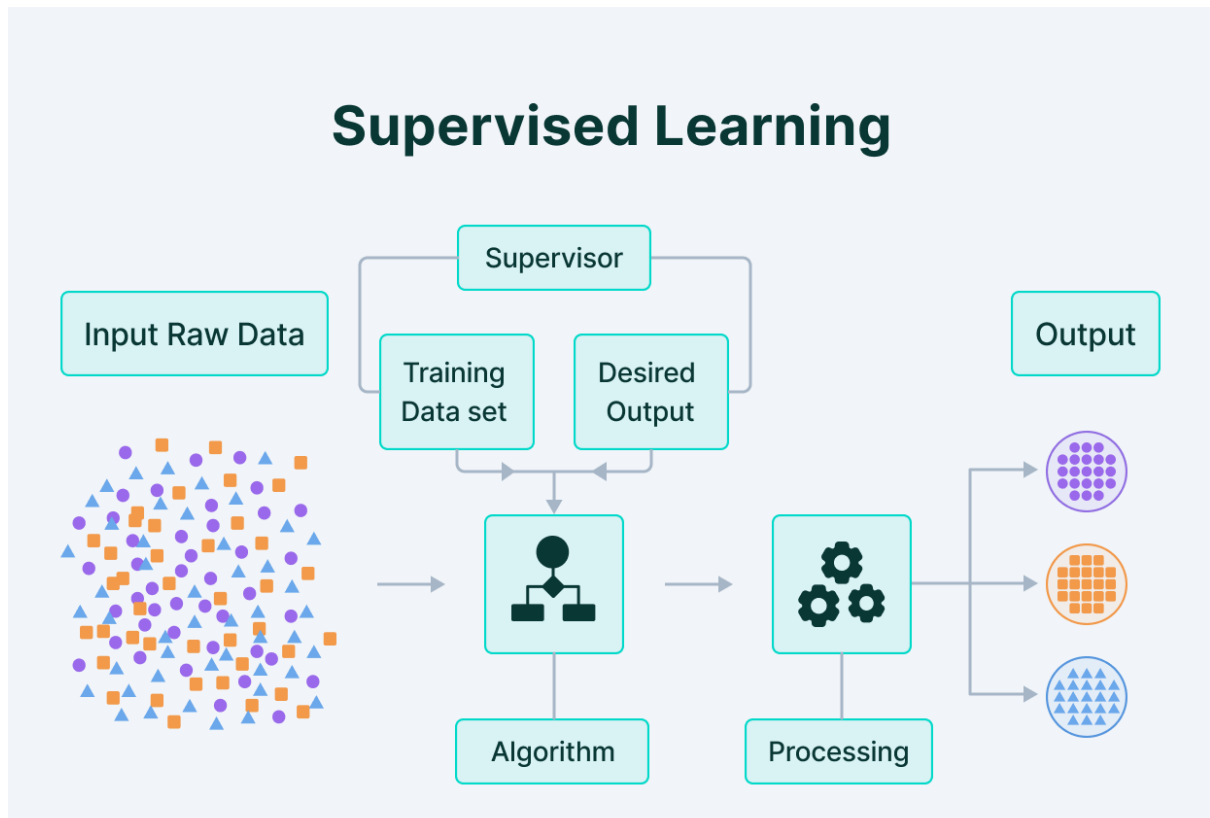 Supervised Learning
Supervisor
Input Raw Data
Training
Data set
Desired
Output
Output
Algorithm
Processing